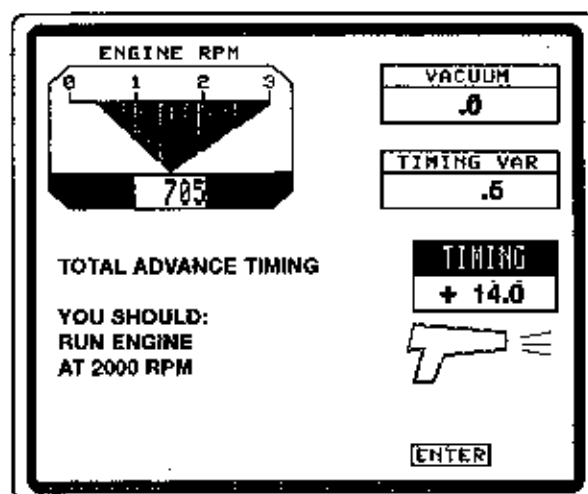 ENGINE RPM
0 1 2 3
705
VACUUM
.0
TIMING VAR
.5
TOTAL ADVANCE TIMING
TIMING
+ 14.0
YOU SHOULD:
RUN ENGINE
AT 2000 RPM
ENTER